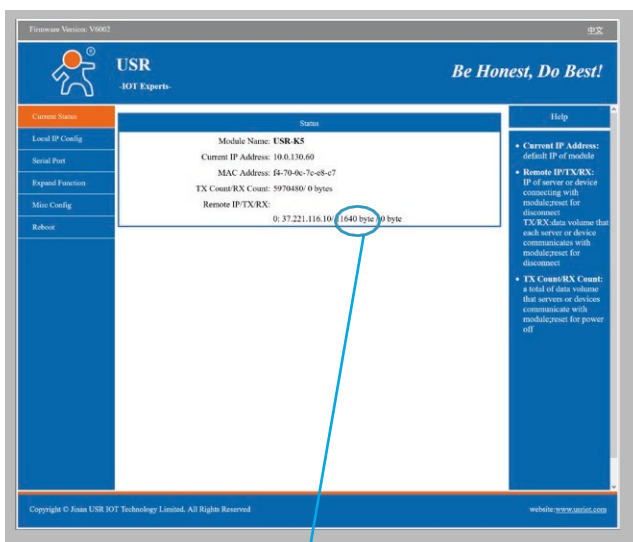 Firmware Version: V6002
中文
USR
-IOT Experts-
Be Honest, Do Best!
Current Status
Local IP Config
Serial Port
Expand Function
Misc Config
Reboot
Status
Module Name: USR-K5
Current IP Address: 10.0.130.60
MAC Address: f4-70-0c-7c-e8-c7
TX Count/RX Count: 5970480/ 0 bytes
Remote IP/TX/RX:
0: 37.221.116.10/ 11640 byte / 0 byte
Help
• Current IP Address:
default IP of module
• Remote IP/TX/RX:
IP of server or device
connecting with
module;reset for
disconnect
TX/RX:data volume that
each server or device
communicates with
module;reset for
disconnect
• TX Count/RX Count:
a total of data volume
that servers or devices
communicate with
module;reset for power
off
Copyright © Jinan USR IOT Technology Limited. All Rights Reserved
website:www.usriot.com